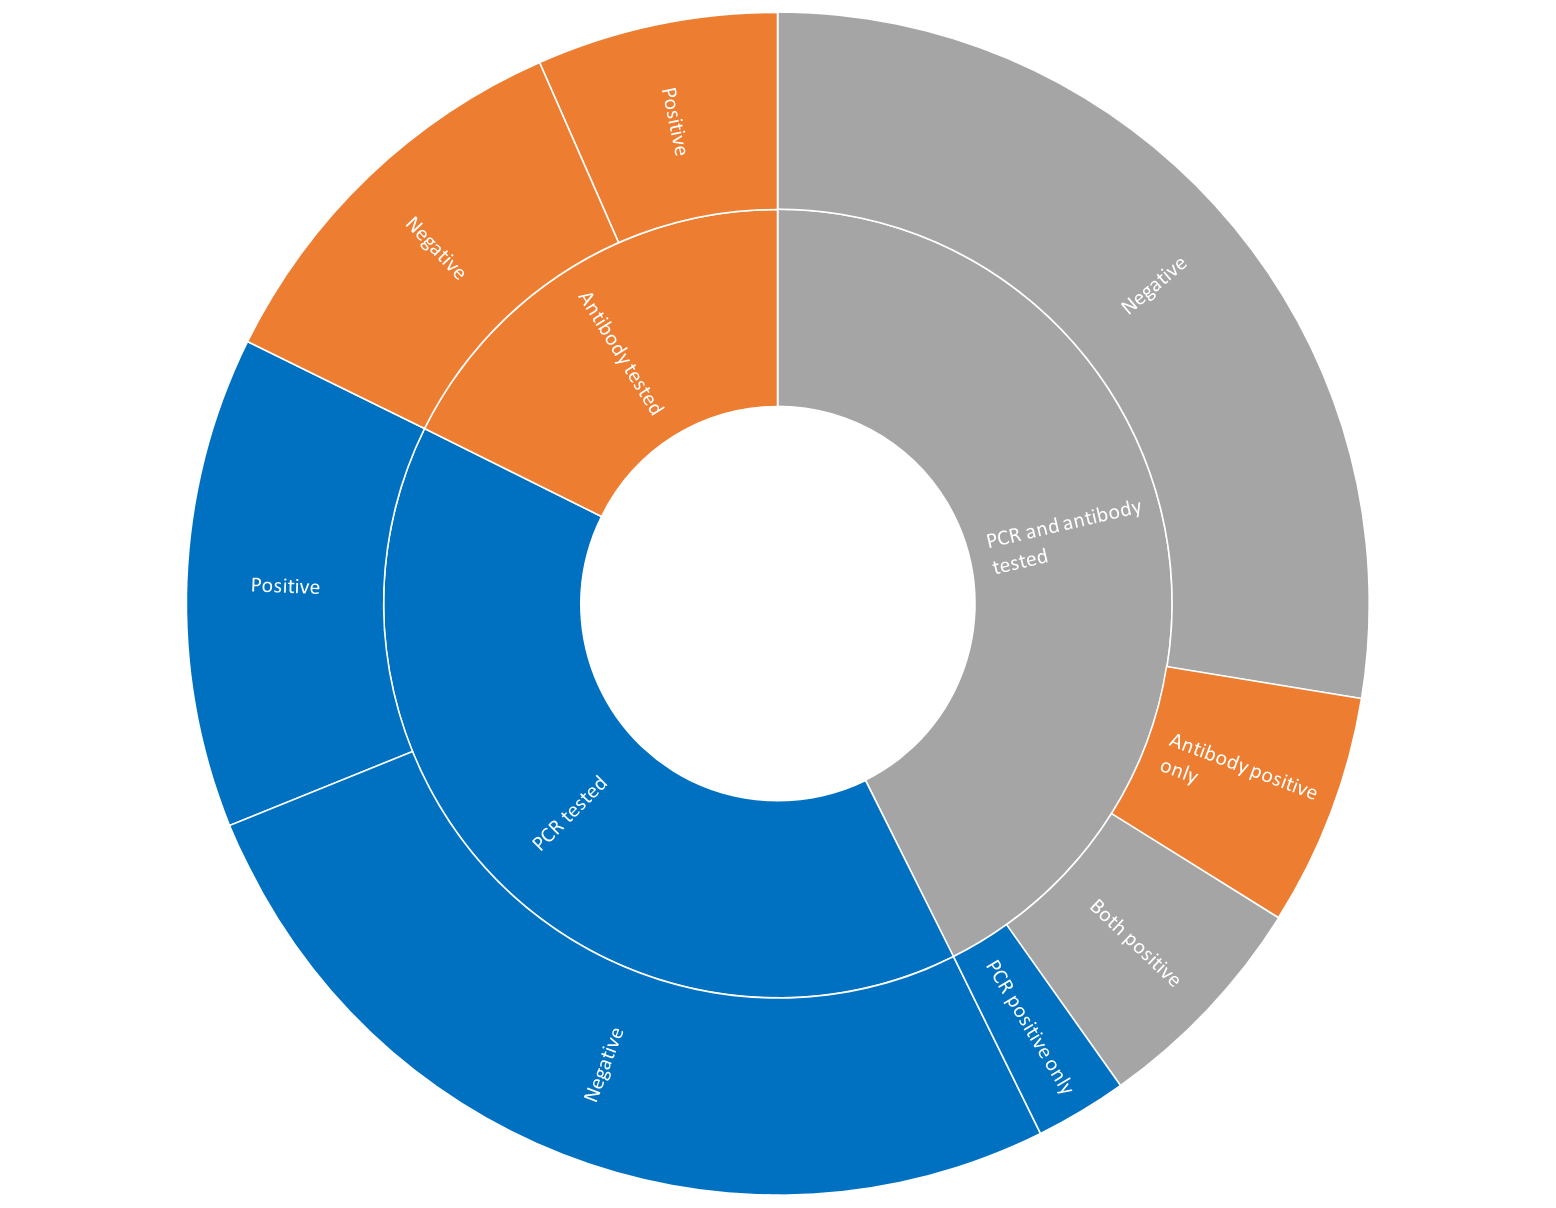 Positive
Negative
Negative
Antibody tested
PCR and antibody
tested
Positive
Antibody positive
only
PCR tested
Both positive
PCR positive only
Negative